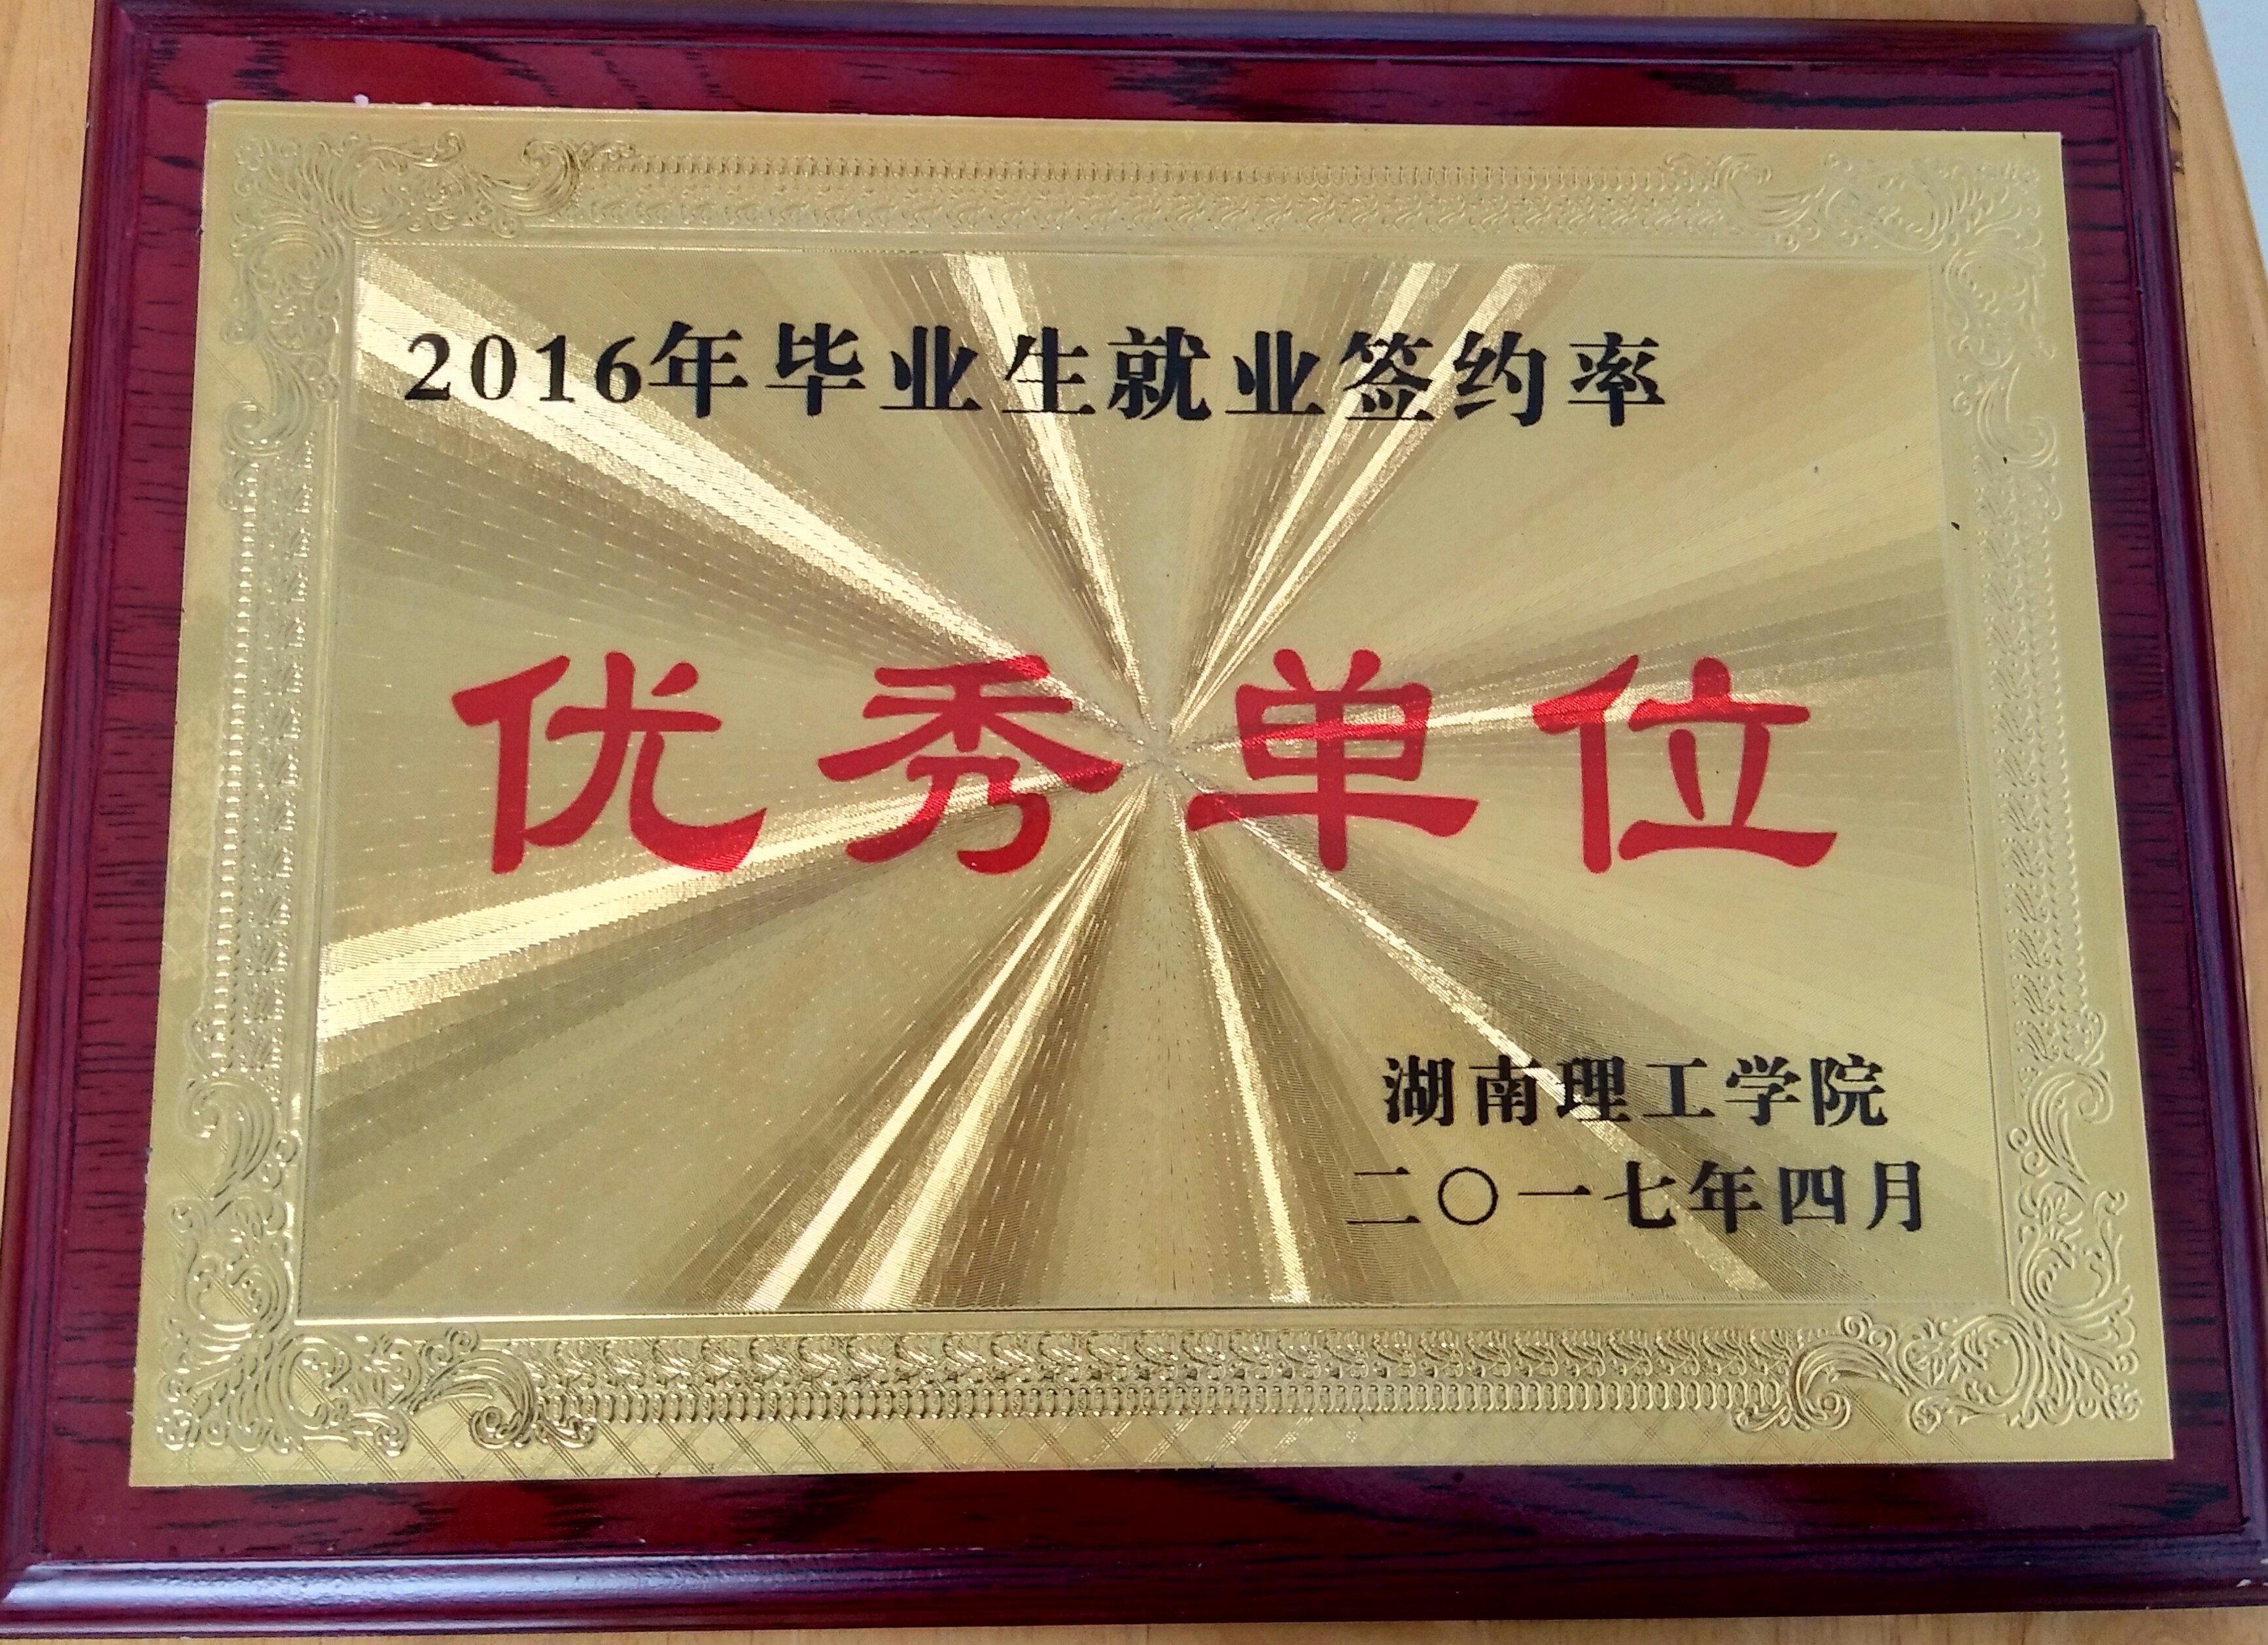 2016年毕业生就业签约率
优秀单位
湖南理工学院
二〇一七年四月